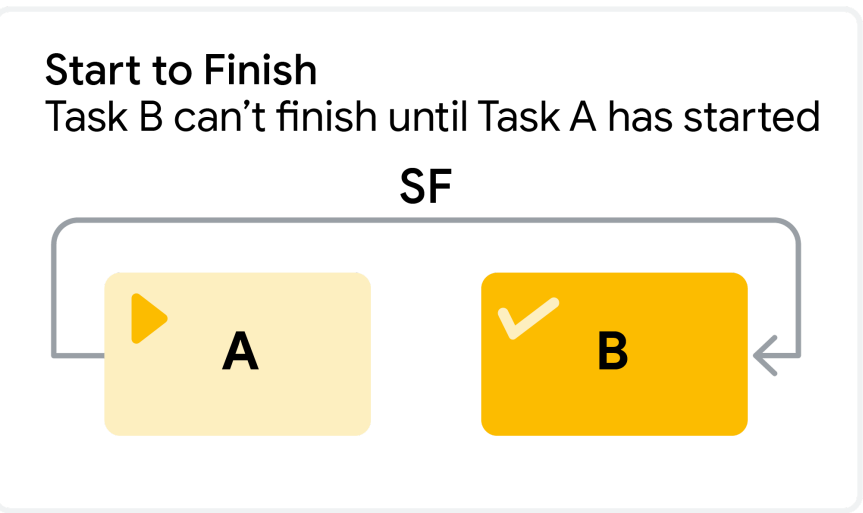 Start to Finish
Task B can’t finish until Task A has started
SF
A
B